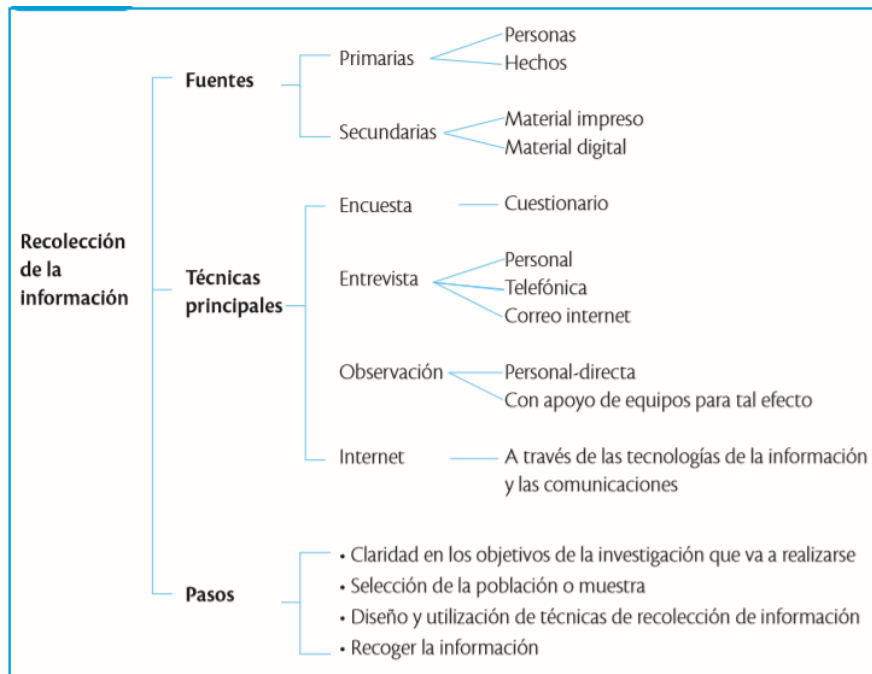 Recolección
de la
información
Fuentes
Primarias
Personas
Hechos
Secundarias
Material impreso
Material digital
Técnicas
principales
Encuesta
Cuestionario
Entrevista
Personal
Telefónica
Correo internet
Observación
Personal-directa
Con apoyo de equipos para tal efecto
Internet
A través de las tecnologías de la información
y las comunicaciones
Pasos
• Claridad en los objetivos de la investigación que va a realizarse
• Selección de la población o muestra
• Diseño y utilización de técnicas de recolección de información
• Recoger la información